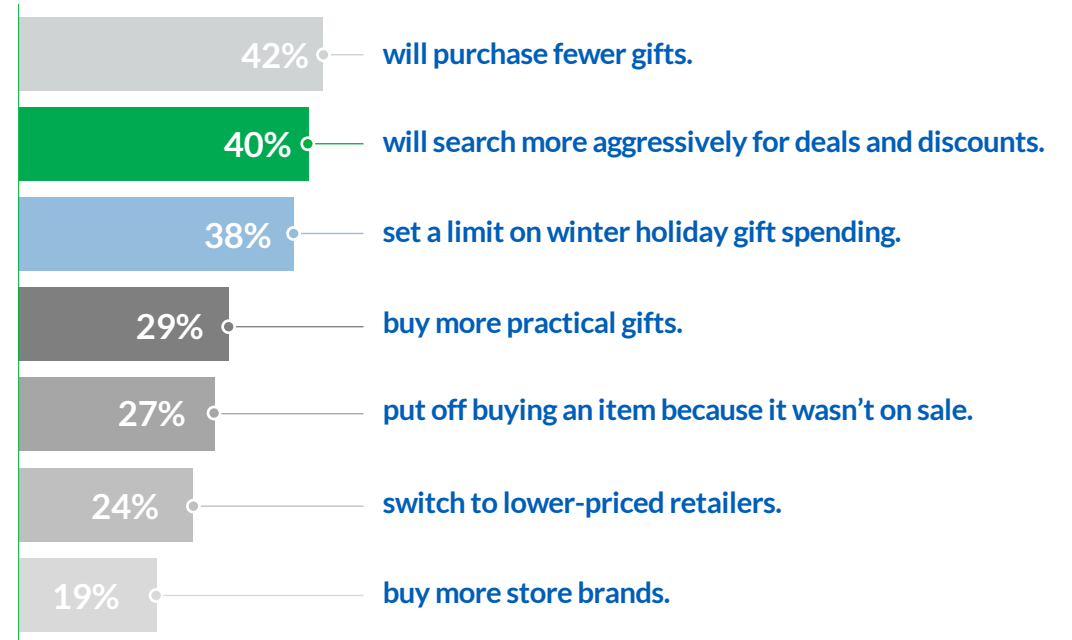 42% will purchase fewer gifts.
40% will search more aggressively for deals and discounts.
38% set a limit on winter holiday gift spending.
29% buy more practical gifts.
27% put off buying an item because it wasn’t on sale.
24% switch to lower-priced retailers.
19% buy more store brands.